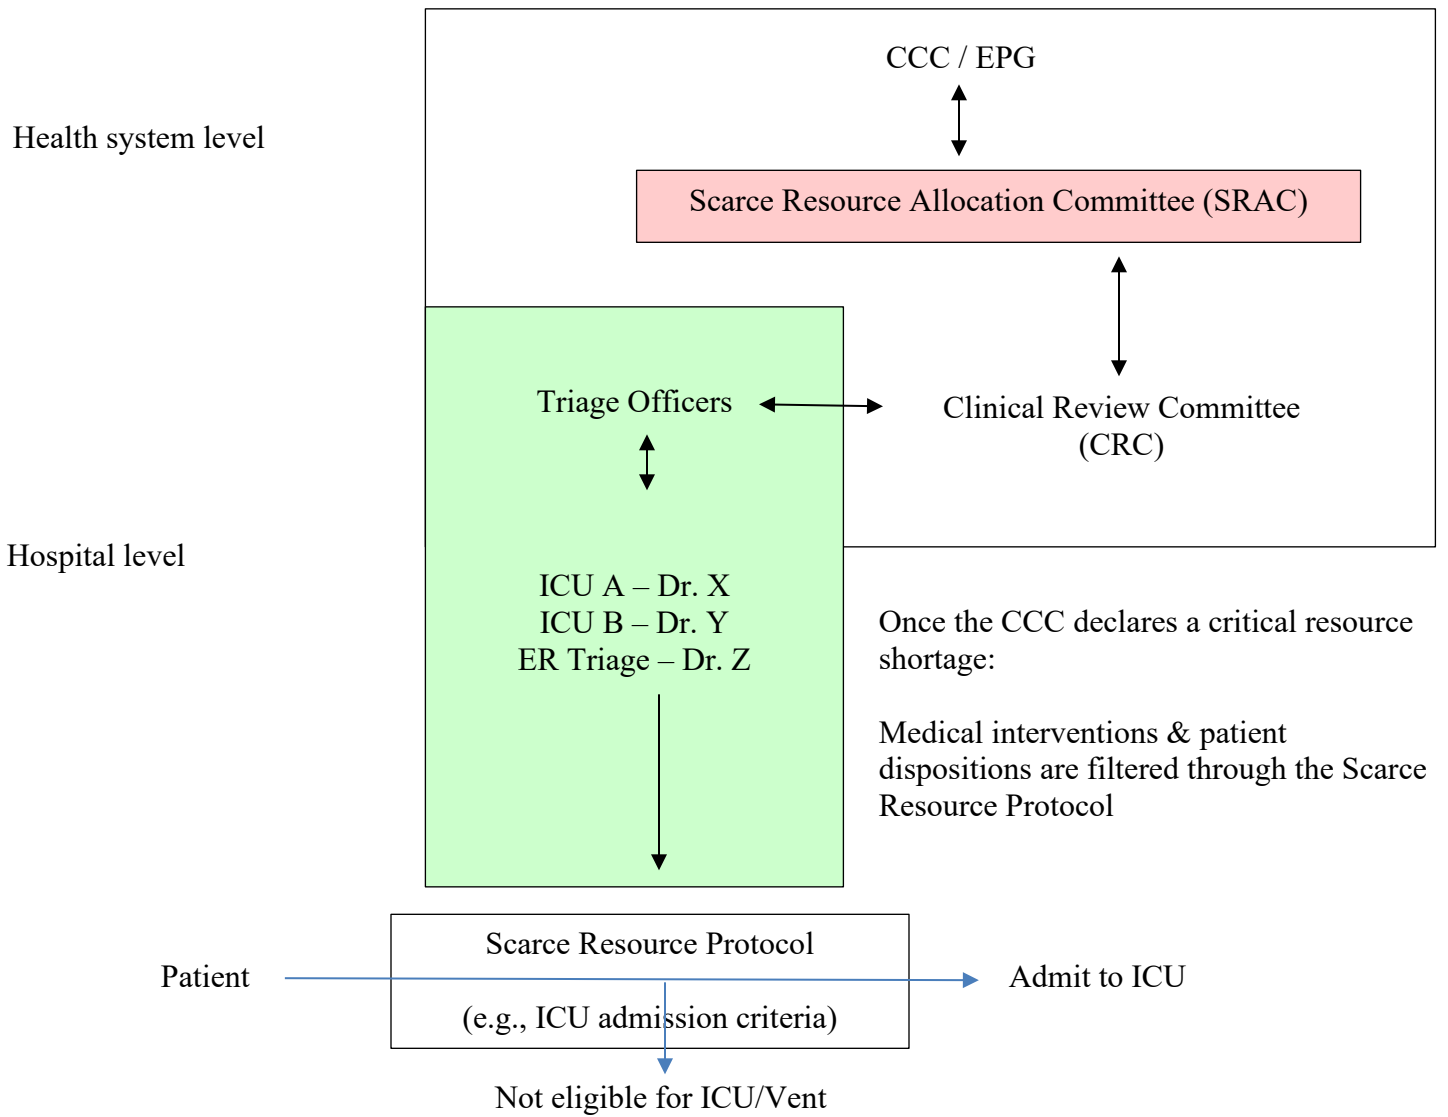 CCC / EPG
Health system level
Scarce Resource Allocation Committee (SRAC)
Triage Officers
Clinical Review Committee
(CRC)
Hospital level
ICU A – Dr. X
ICU B – Dr. Y
ER Triage – Dr. Z
Once the CCC declares a critical resource
shortage:
Medical interventions & patient
dispositions are filtered through the Scarce
Resource Protocol
Scarce Resource Protocol
Patient
Admit to ICU
(e.g., ICU admission criteria)
Not eligible for ICU/Vent